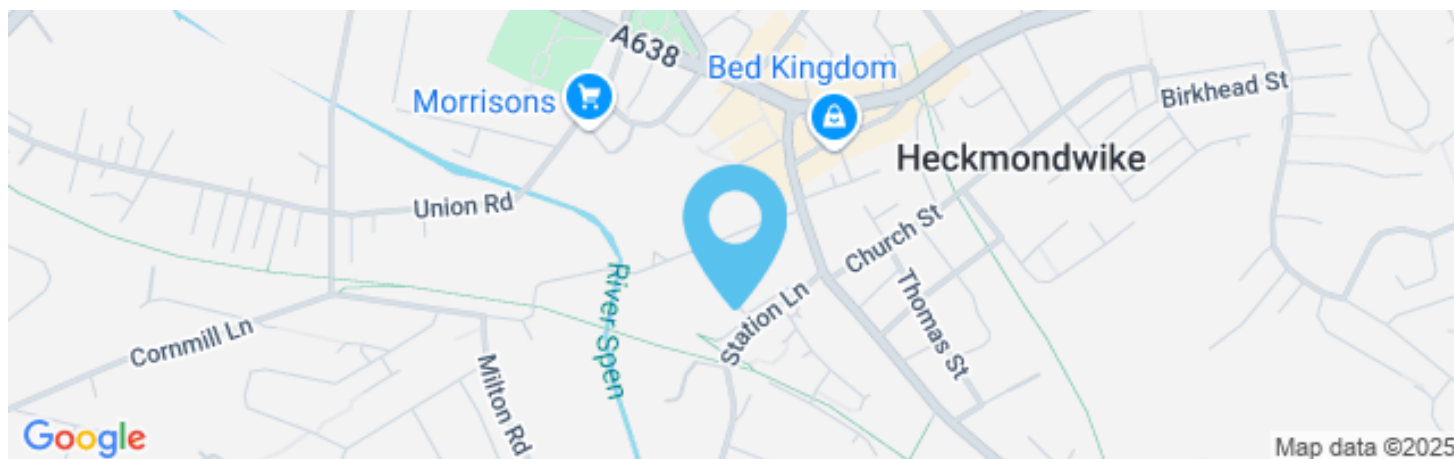 A638
Bed Kingdom
Morrisons
Birkhead St
Heckmondwike
Union Rd
Church St
River Spen
Station Ln
Thomas St
Cornmill Ln
Milton Rd
Google
Map data ©2025